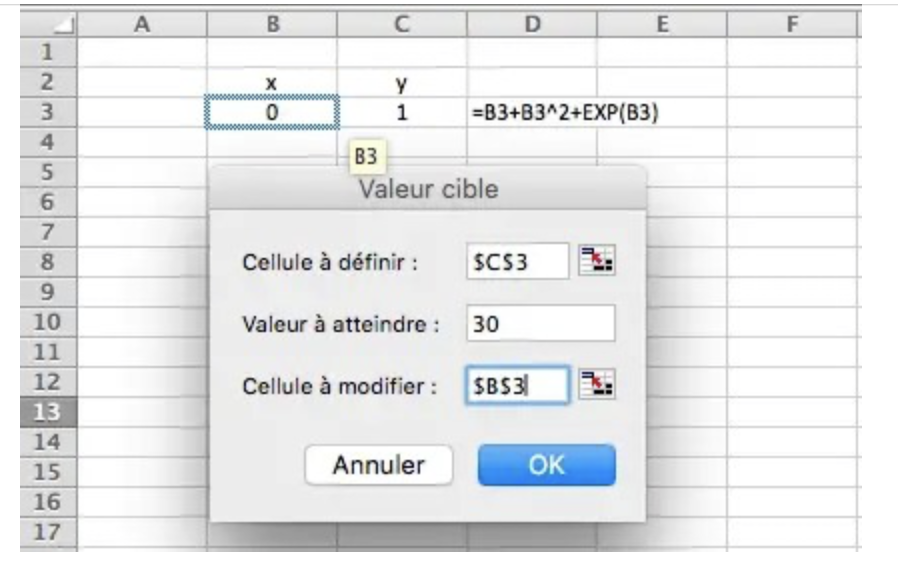 A B C D E F
1
2 x y
3 0 1 =B3+B3^2+EXP(B3)
4
B3
5
Valeur cible
6
7
8 Cellule à définir : $C$3
9
10 Valeur à atteindre : 30
11
12 Cellule à modifier : $B$3
13
14
15 Annuler OK
16
17